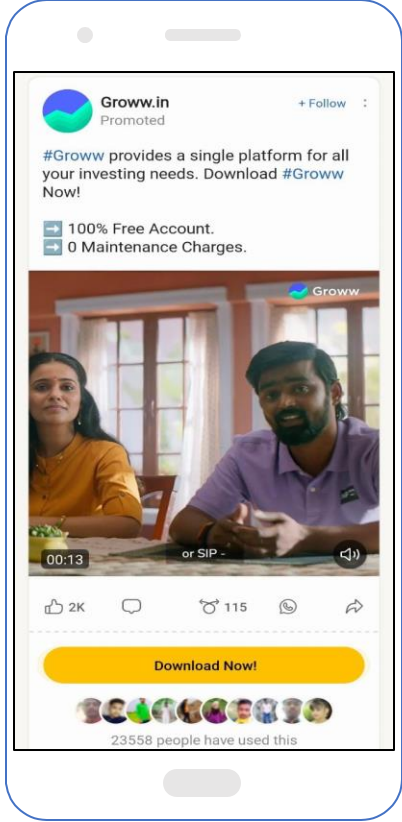 Groww.in
+ Follow
Promoted
#Groww provides a single platform for all
your investing needs. Download #Groww
Now!
➡ 100% Free Account.
➡ 0 Maintenance Charges.
Groww
or SIP -
00:13
2K
115
Download Now!
23558 people have used this